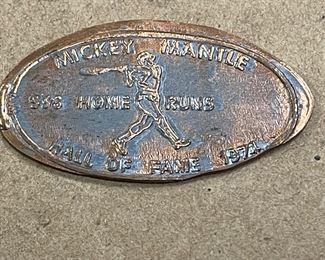 MICKEY MANTLE
536 HOME RUNS
HALL OF FAME 1974